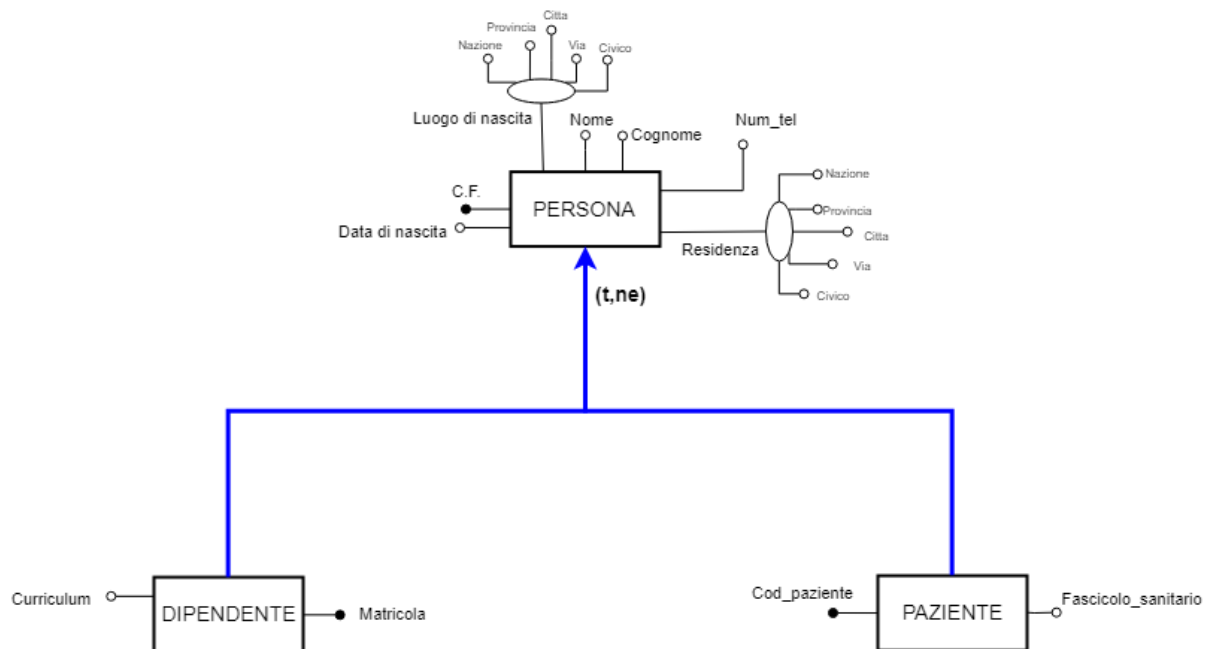 Citta
Provincia
Nazione
Via
Civico
Luogo di nascita
Nome
Cognome
Num_tel
Nazione
C.F.
PERSONA
Provincia
Data di nascita
Residenza
Citta
Via
Civico
(t,ne)
Curriculum
DIPENDENTE
Matricola
Cod_paziente
PAZIENTE
Fascicolo_sanitario